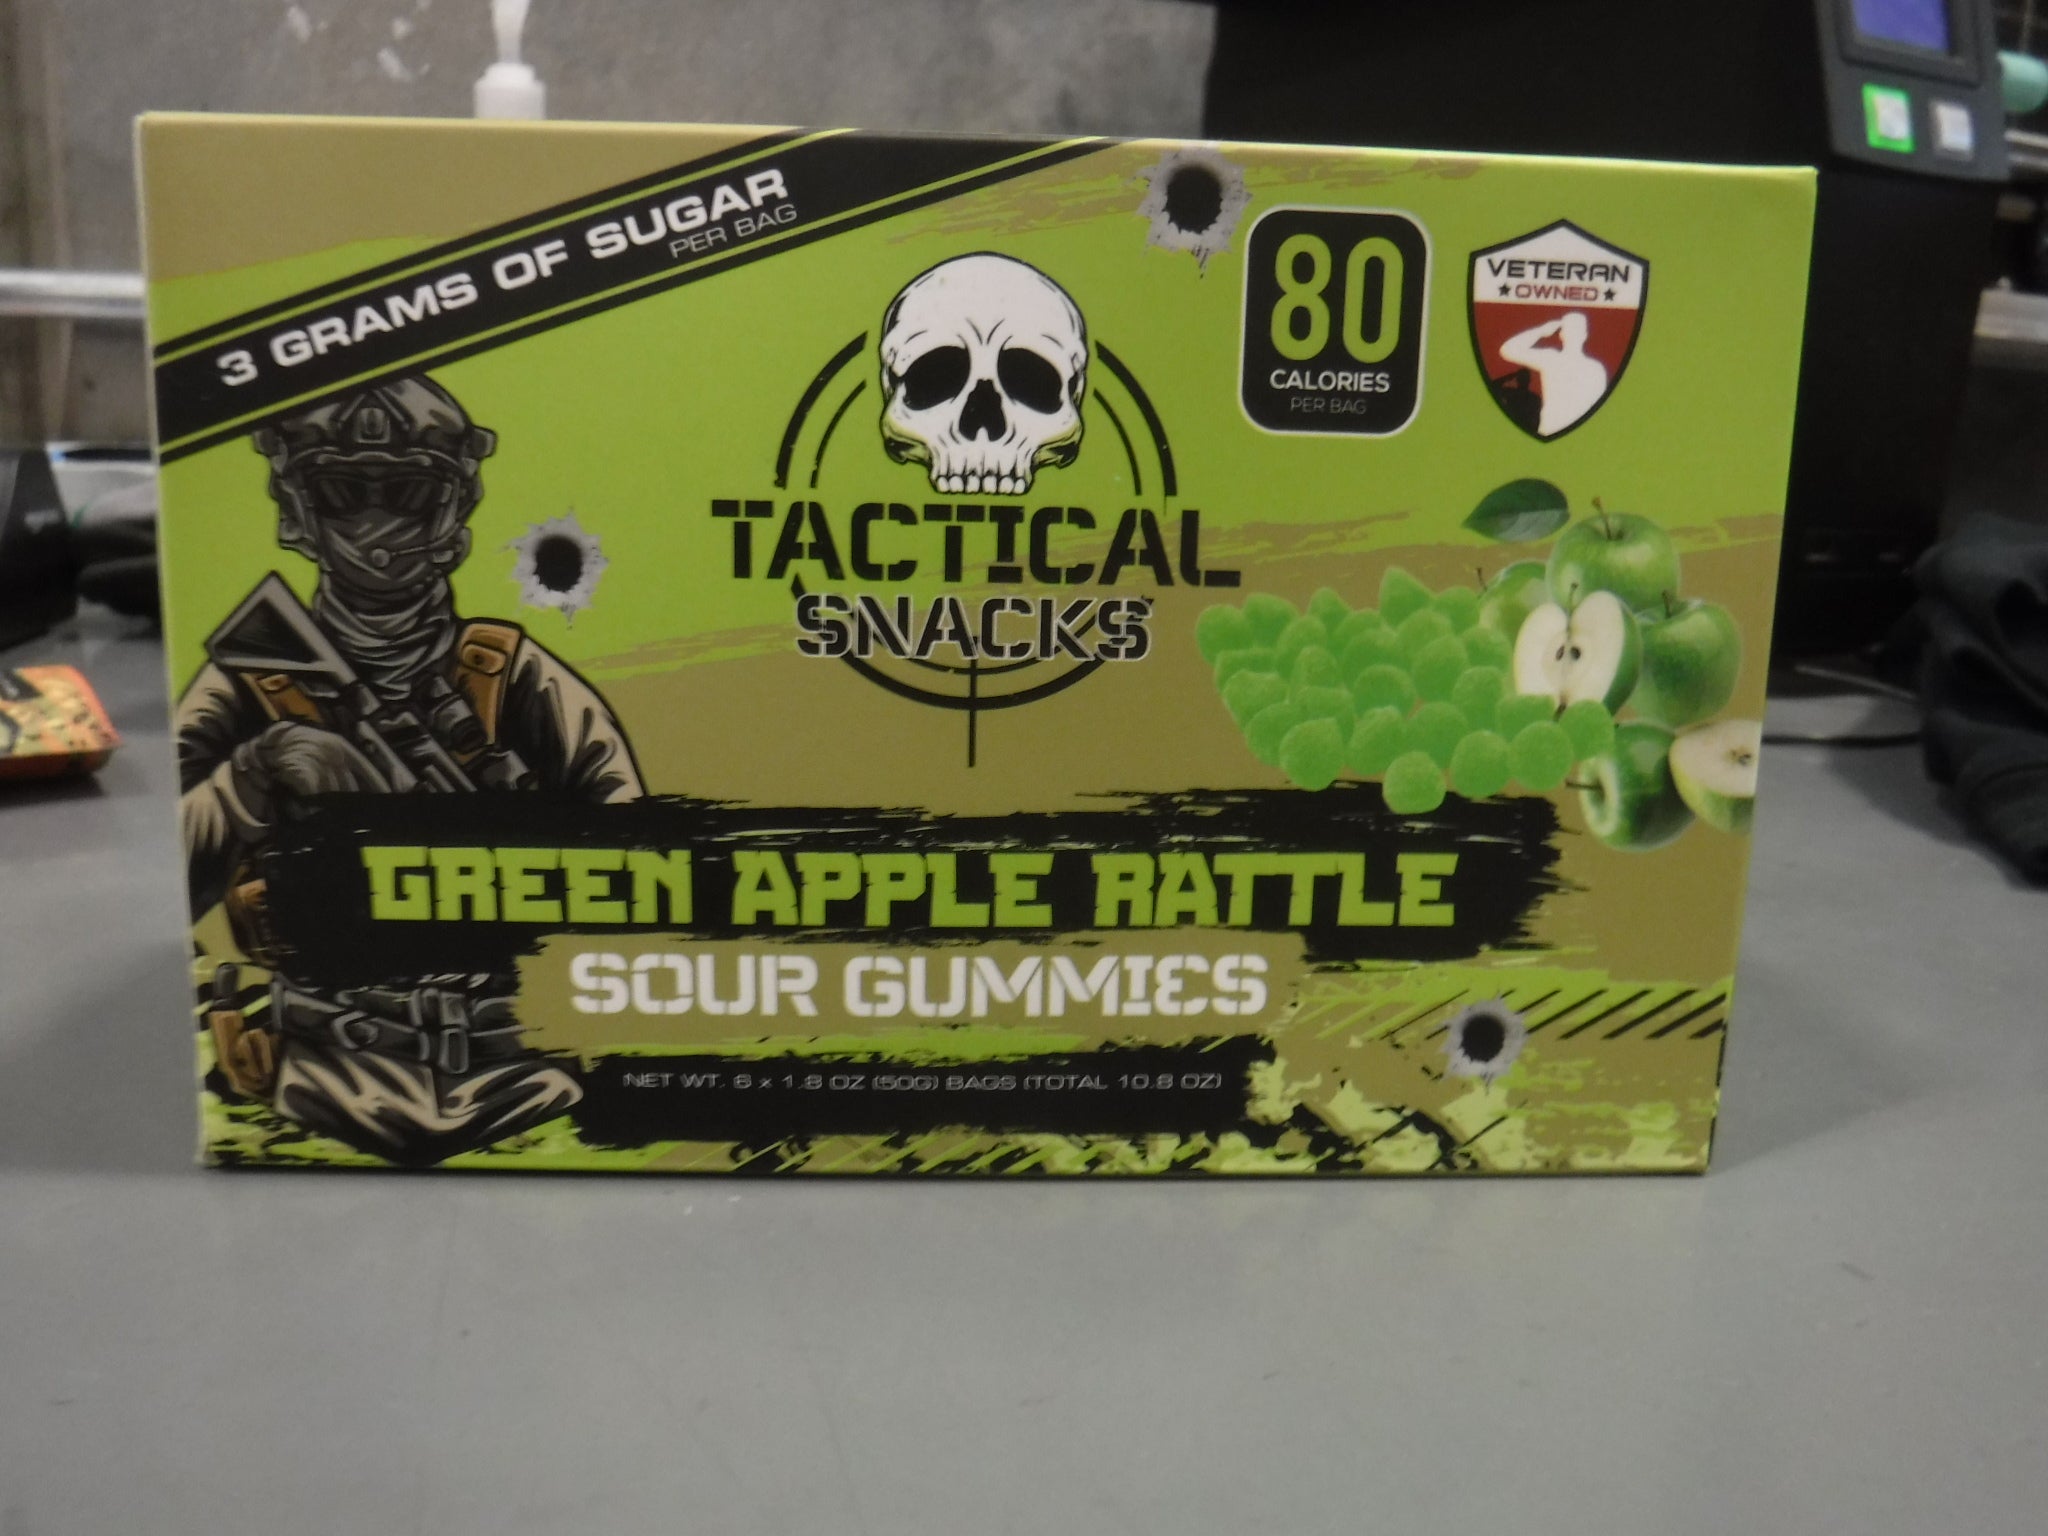 3 GRAMS OF SUGAR
PER BAG
80
CALORIES
PER BAG
VETERAN
OWNED
TACTICAL
SNACKS
GREEN APPLE RATTLE
SOUR GUMMIES
NET WT. 6 x 1.8 OZ (50G) BAGS (TOTAL 10.8 OZ)